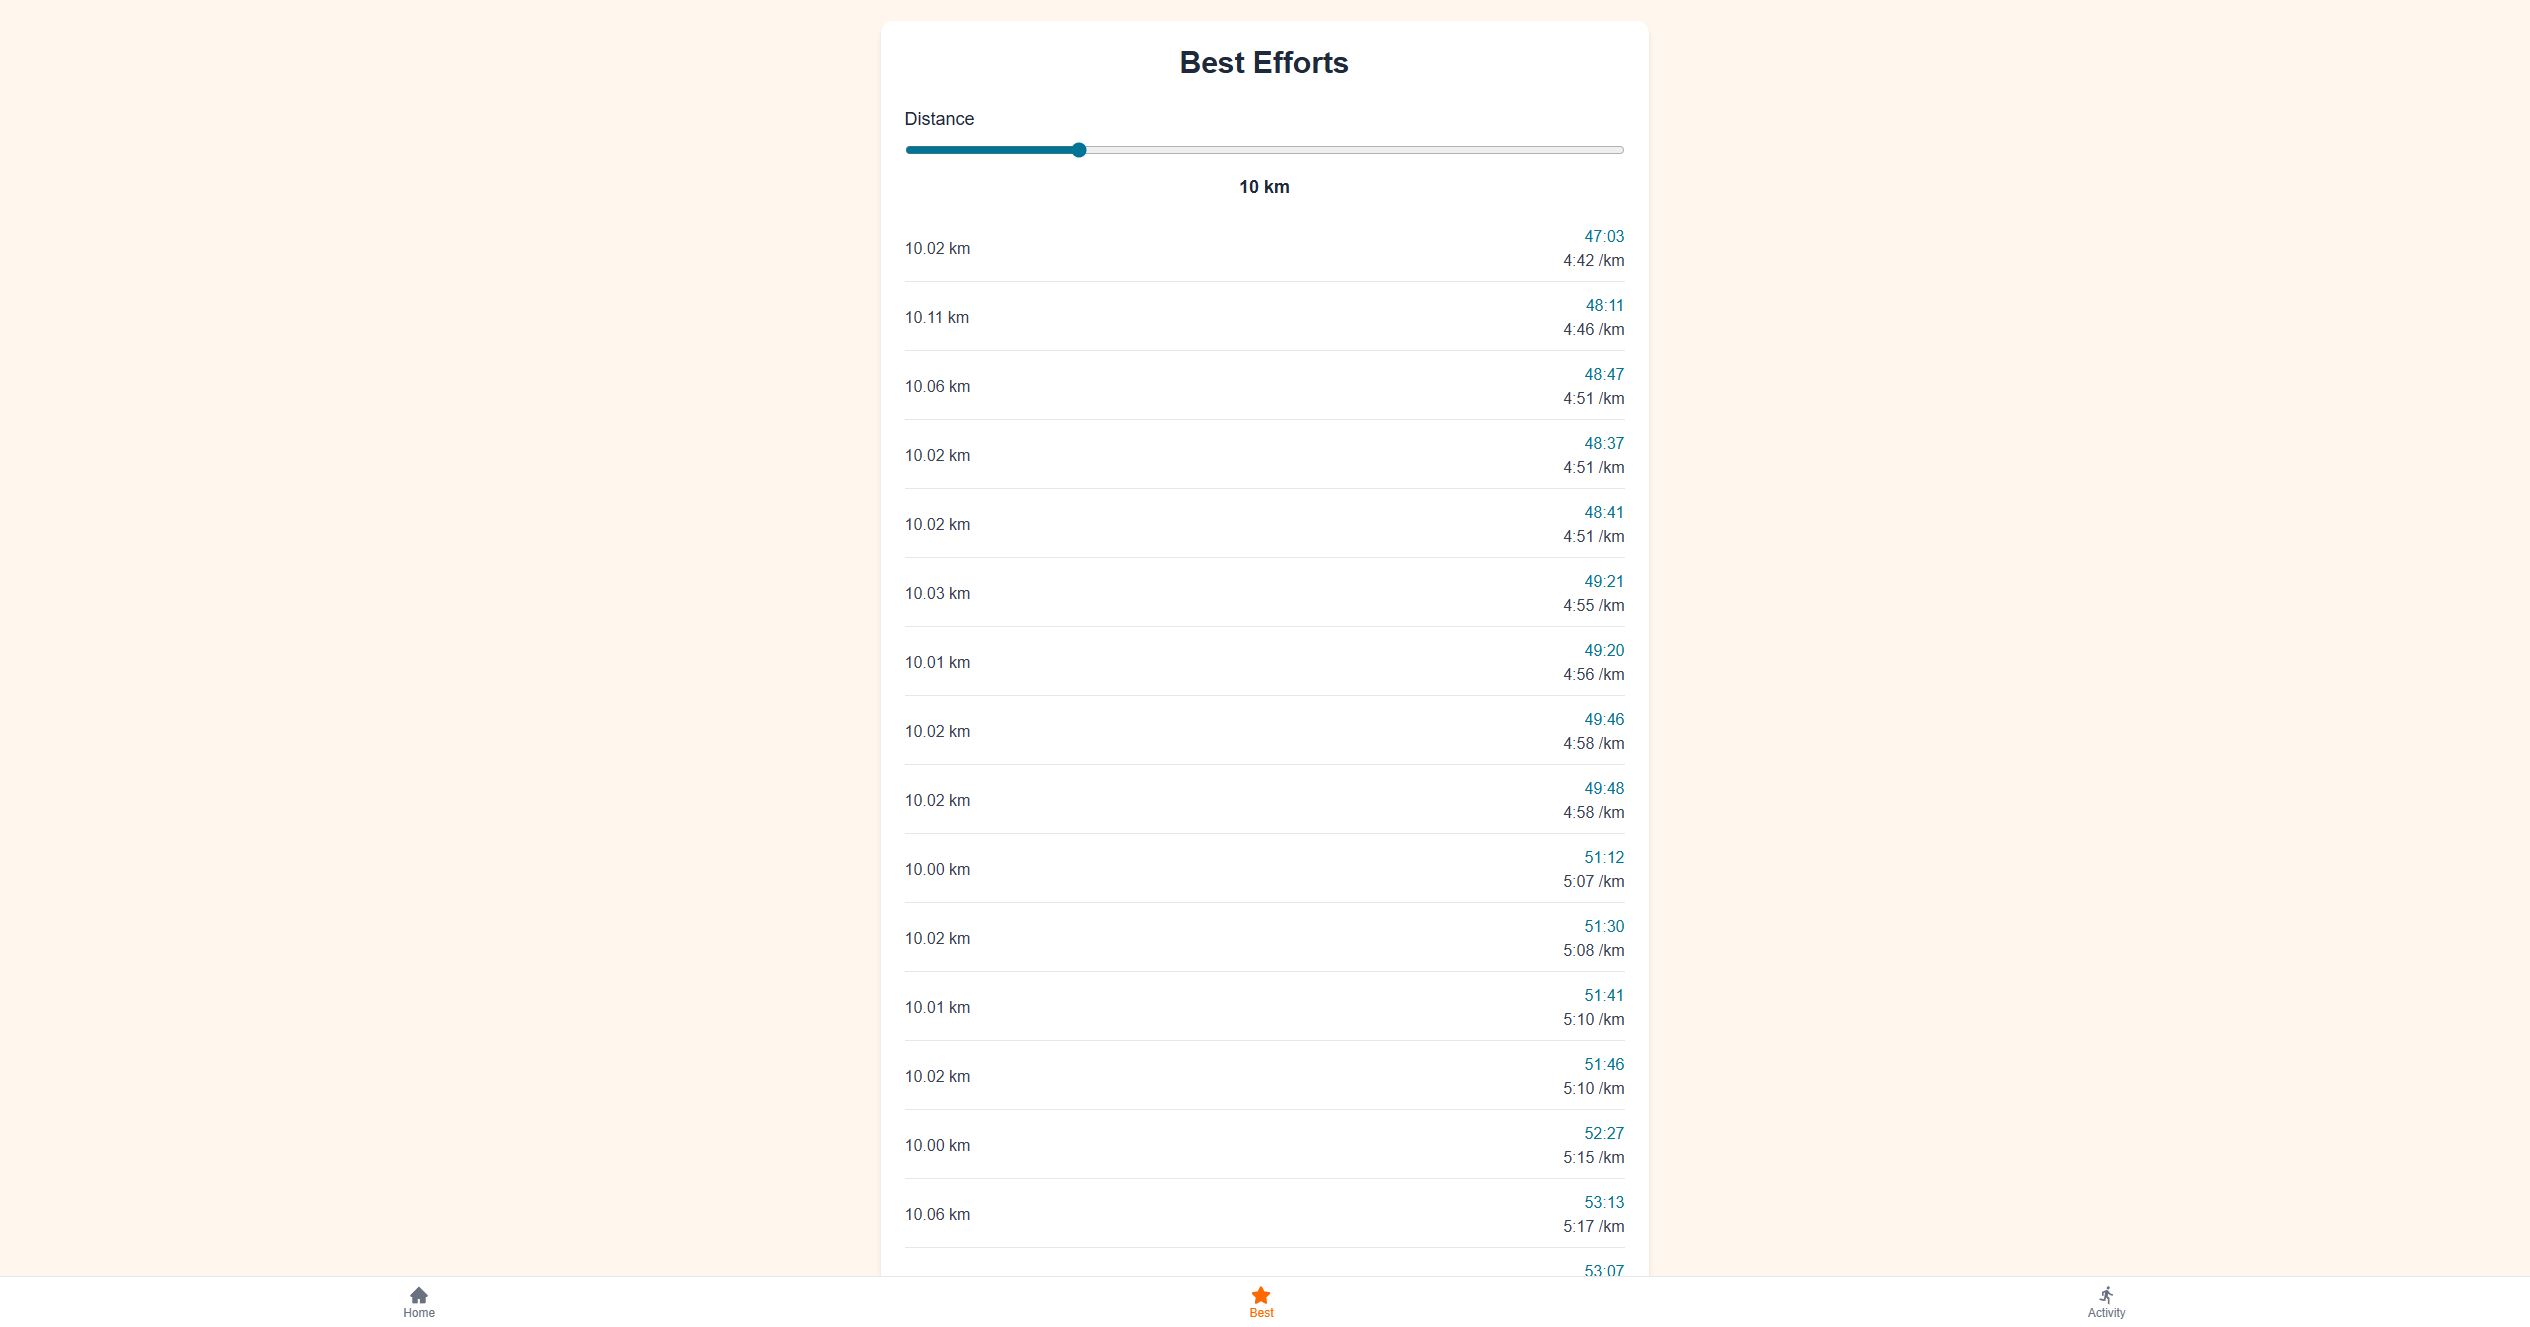 Best Efforts
Distance
10 km
10.02 km
47:03
4:42 /km
10.11 km
48:11
4:46 /km
10.06 km
48:47
4:51 /km
10.02 km
48:37
4:51 /km
10.02 km
48:41
4:51 /km
10.03 km
49:21
4:55 /km
10.01 km
49:20
4:56 /km
10.02 km
49:46
4:58 /km
10.02 km
49:48
4:58 /km
10.00 km
51:12
5:07 /km
10.02 km
51:30
5:08 /km
10.01 km
51:41
5:10 /km
10.02 km
51:46
5:10 /km
10.00 km
52:27
5:15 /km
10.06 km
53:13
5:17 /km
53:07
Home
Best
Activity